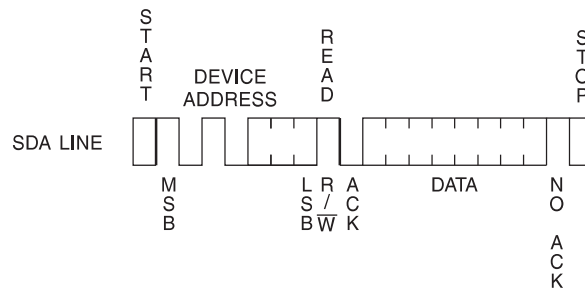 START
DEVICE
ADDRESS
READ
STOP
SDA LINE
MSB
LSB
R/W
ACK
DATA
NO ACK